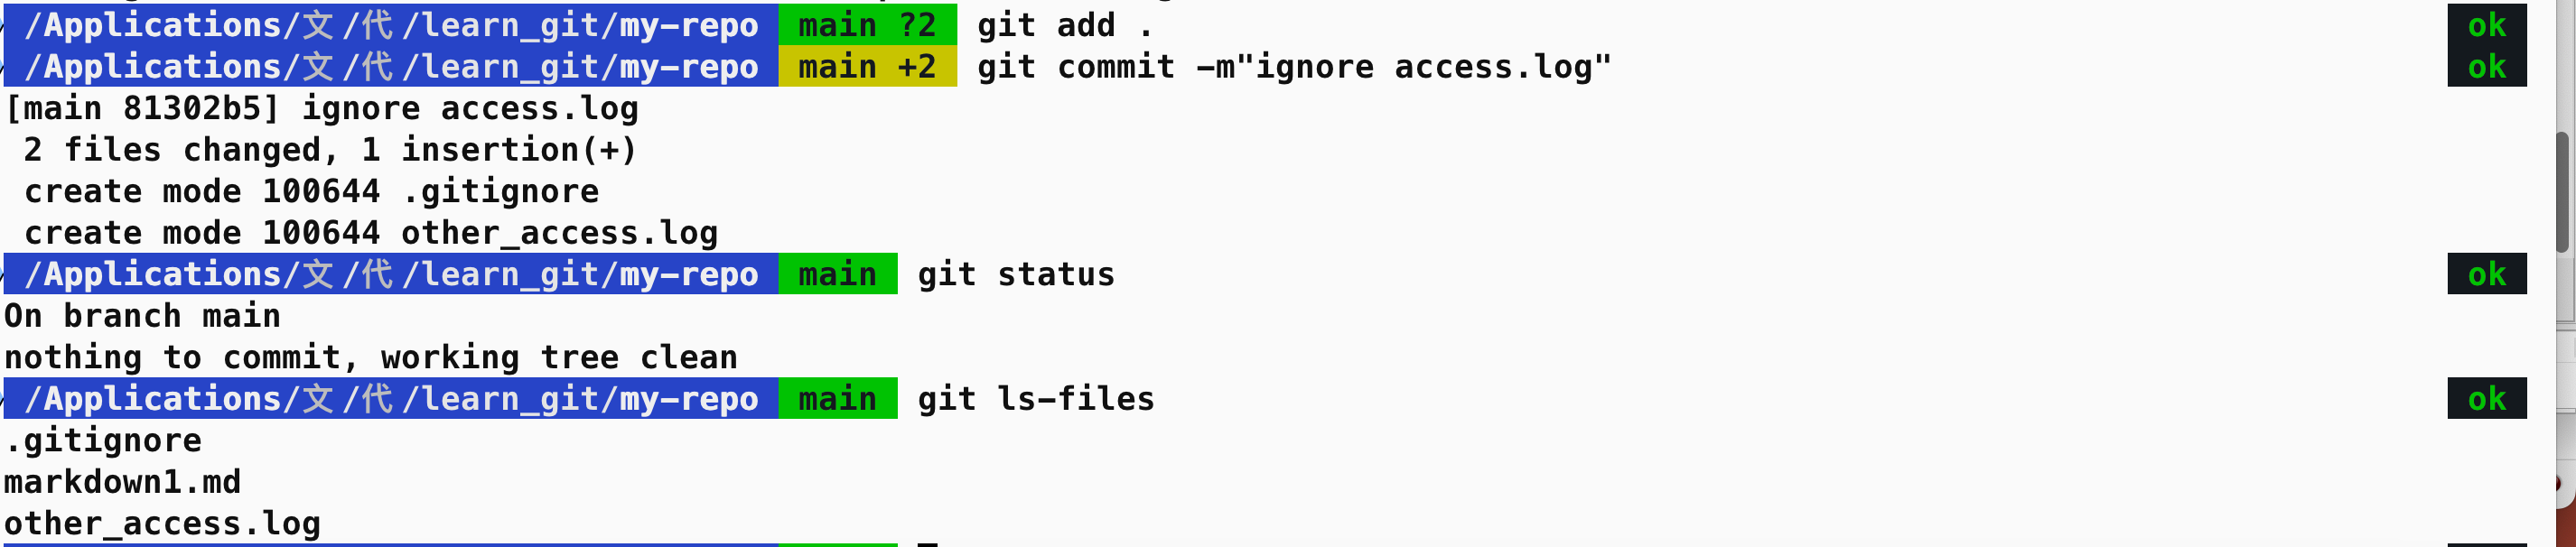 /Applications/文/代/learn_git/my-repo main ?2 git add . ok
/Applications/文/代/learn_git/my-repo main +2 git commit -m"ignore access.log" ok
[main 81302b5] ignore access.log
2 files changed, 1 insertion(+)
create mode 100644 .gitignore
create mode 100644 other_access.log
/Applications/文/代/learn_git/my-repo main git status ok
On branch main
nothing to commit, working tree clean
/Applications/文/代/learn_git/my-repo main git ls-files ok
.gitignore
markdown1.md
other_access.log